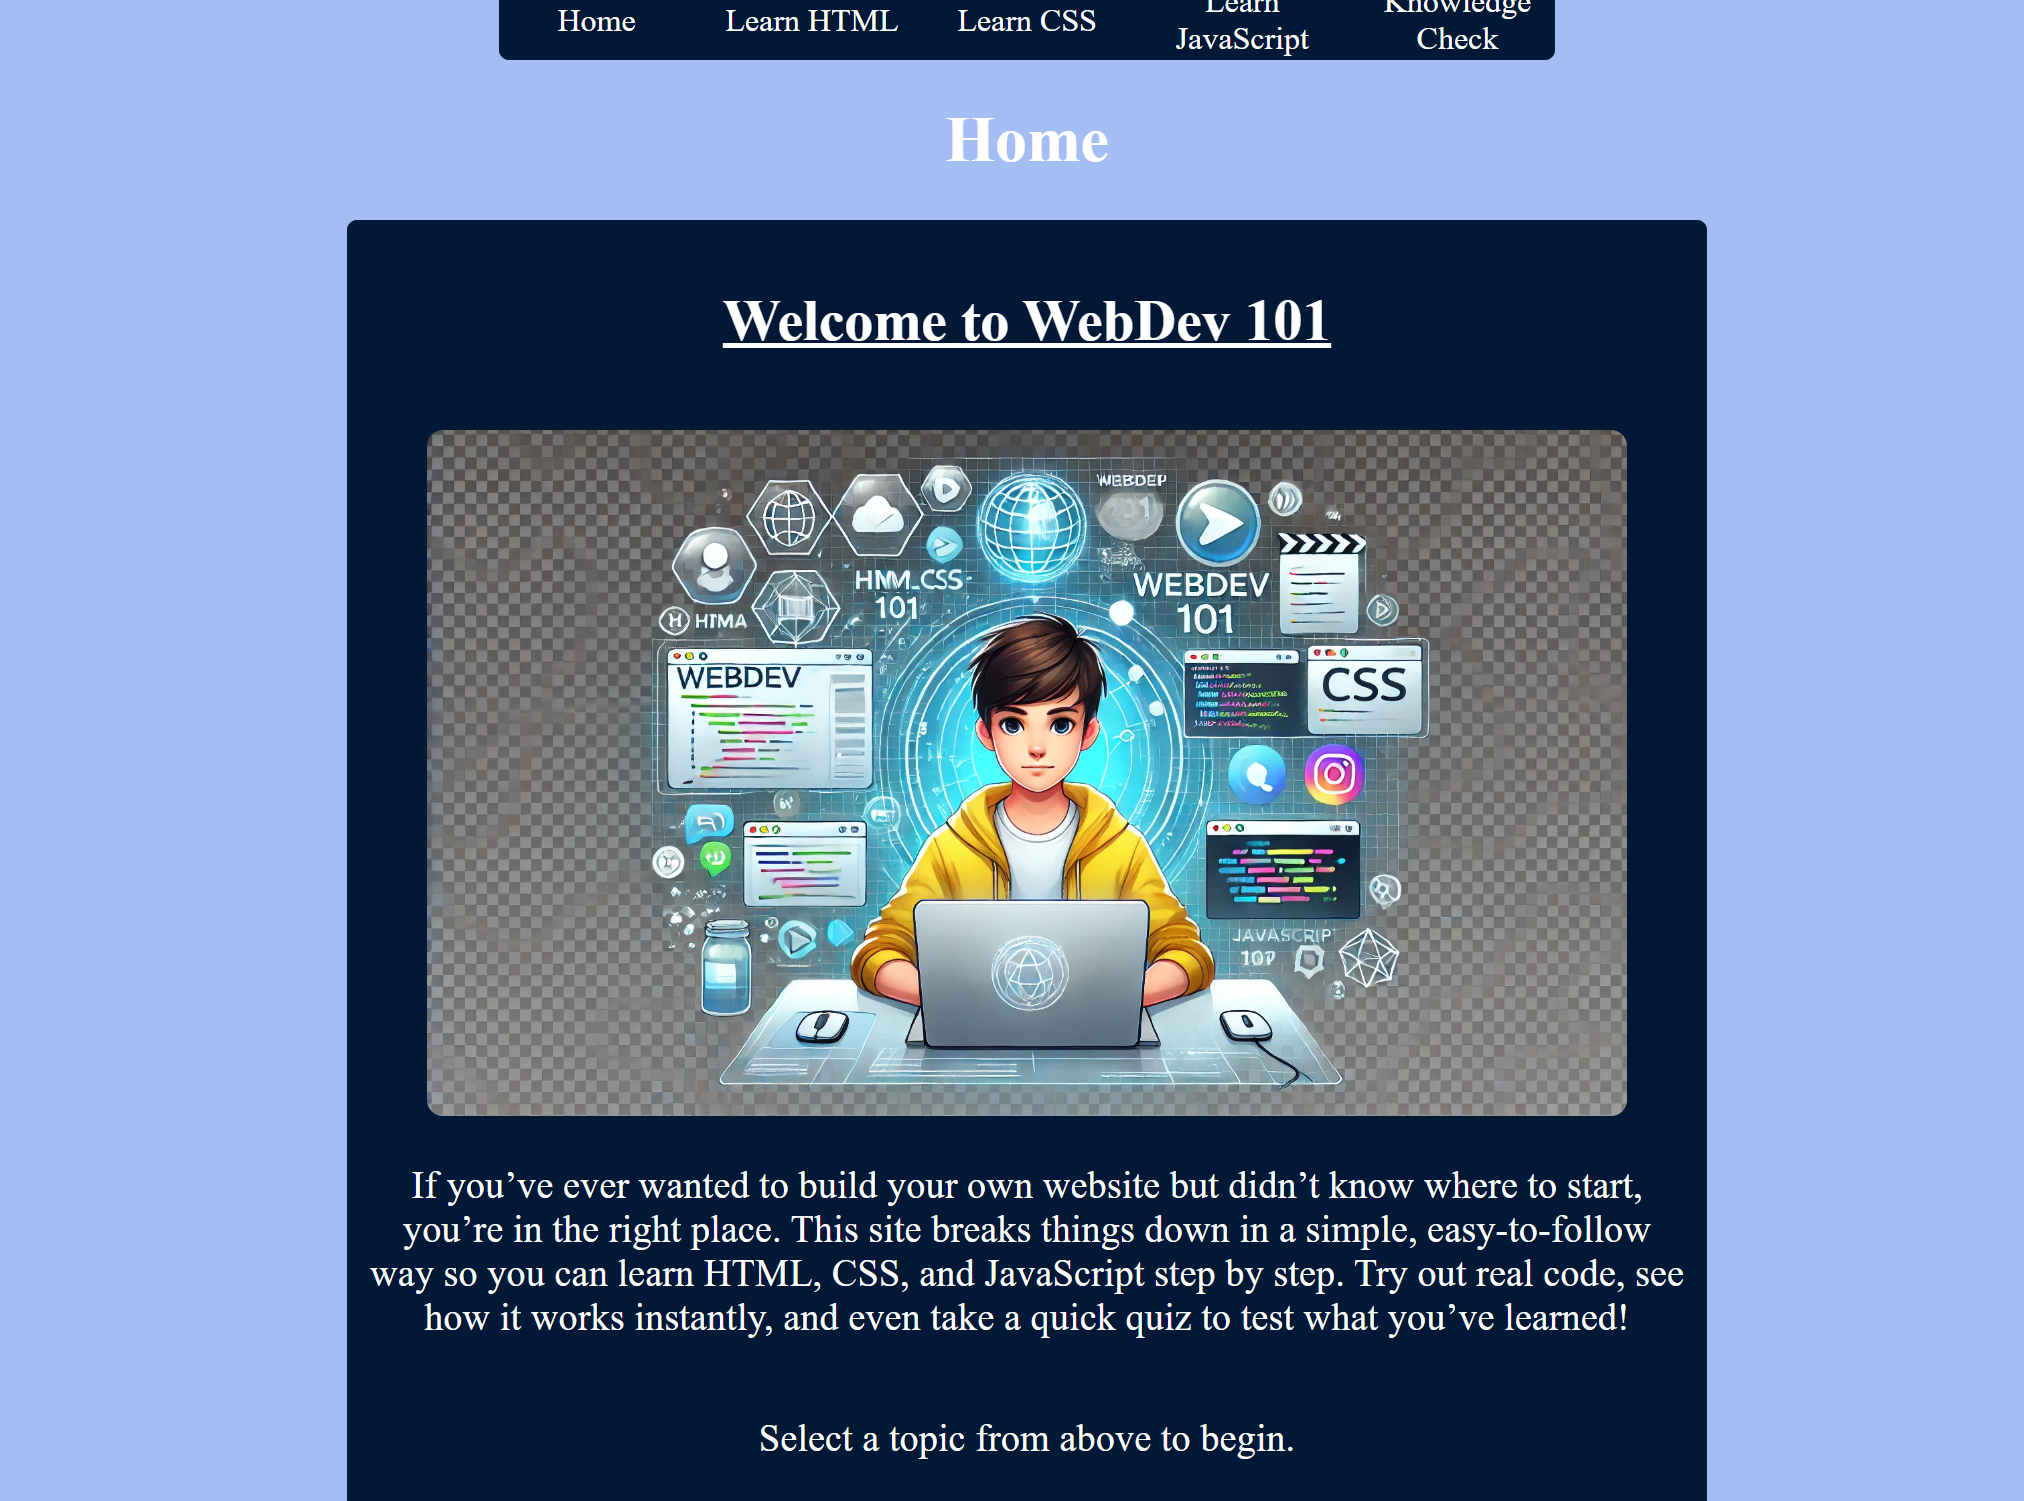 Home
Learn HTML
Learn CSS
Learn
JavaScript
Knowledge
Check
Home
Welcome to WebDev 101
WEBDEP
HNM_CSS
101
WEBDEV
101
HTMA
WEBDEV
CSS
JAVASCRIP
If you’ve ever wanted to build your own website but didn’t know where to start,
you’re in the right place. This site breaks things down in a simple, easy-to-follow
way so you can learn HTML, CSS, and JavaScript step by step. Try out real code, see
how it works instantly, and even take a quick quiz to test what you’ve learned!
Select a topic from above to begin.